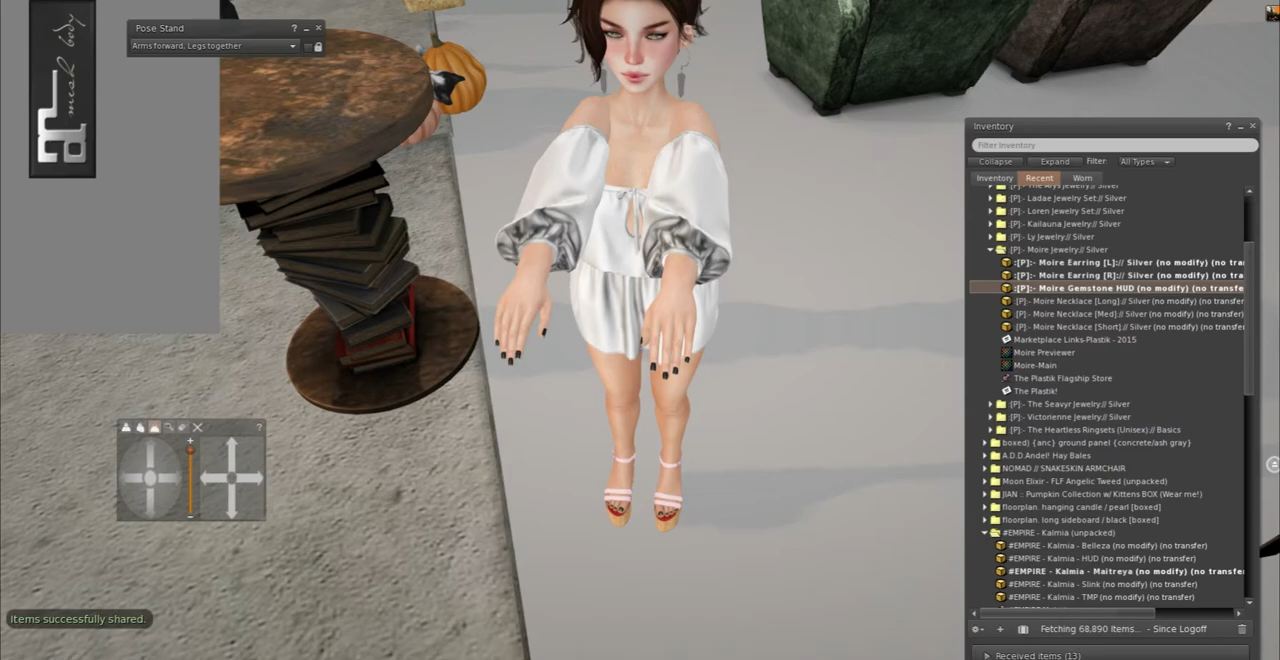 mesh body
Pose Stand
?
Arms forward, Legs together
?
Items successfully shared.
Inventory
?
Filter Inventory
Collapse
Expand
Filter:
All Types
Inventory
Recent
Worn
[P]:- The Arys Jewelry:// Silver
[P]:- Ladae Jewelry Set:// Silver
[P]:- Loren Jewelry Set:// Silver
[P]:- Kailauna Jewelry:// Silver
[P]:- Ly Jewelry:// Silver
[P]:- Moire Jewelry:// Silver
:[P]:- Moire Earring [L]:// Silver (no modify) (no tra
:[P]:- Moire Earring [R]:// Silver (no modify) (no tra
:[P]:- Moire Gemstone HUD (no modify) (no transfe
:[P]:- Moire Necklace [Long]:// Silver (no modify) (no transfer
:[P]:- Moire Necklace [Med]:// Silver (no modify) (no transfer
:[P]:- Moire Necklace [Short]:// Silver (no modify) (no transfer
Marketplace Links-Plastik - 2015
Moire Previewer
Moire-Main
The Plastik Flagship Store
The Plastik!
[P]:- The Seavyr Jewelry:// Silver
[P]:- Victorienne Jewelry:// Silver
[P]:- The Heartless Ringsets (Unisex):// Basics
boxed) {anc} ground panel {concrete/ash gray}
A.D.D.Andel! Hay Bales
NOMAD // SNAKESKIN ARMCHAIR
Moon Elixir - FLF Angelic Tweed (unpacked)
JIAN :: Pumpkin Collection w/ Kittens BOX (Wear me!)
floorplan. hanging candle / pearl [boxed]
floorplan. long sideboard / black [boxed]
#EMPIRE - Kalmia (unpacked)
#EMPIRE - Kalmia - Belleza (no modify) (no transfer)
#EMPIRE - Kalmia - HUD (no modify) (no transfer)
#EMPIRE - Kalmia - Maitreya (no modify) (no transfe
#EMPIRE - Kalmia - Slink (no modify) (no transfer)
#EMPIRE - Kalmia - TMP (no modify) (no transfer)
Fetching 68,890 Items... - Since Logoff
Received items (13)